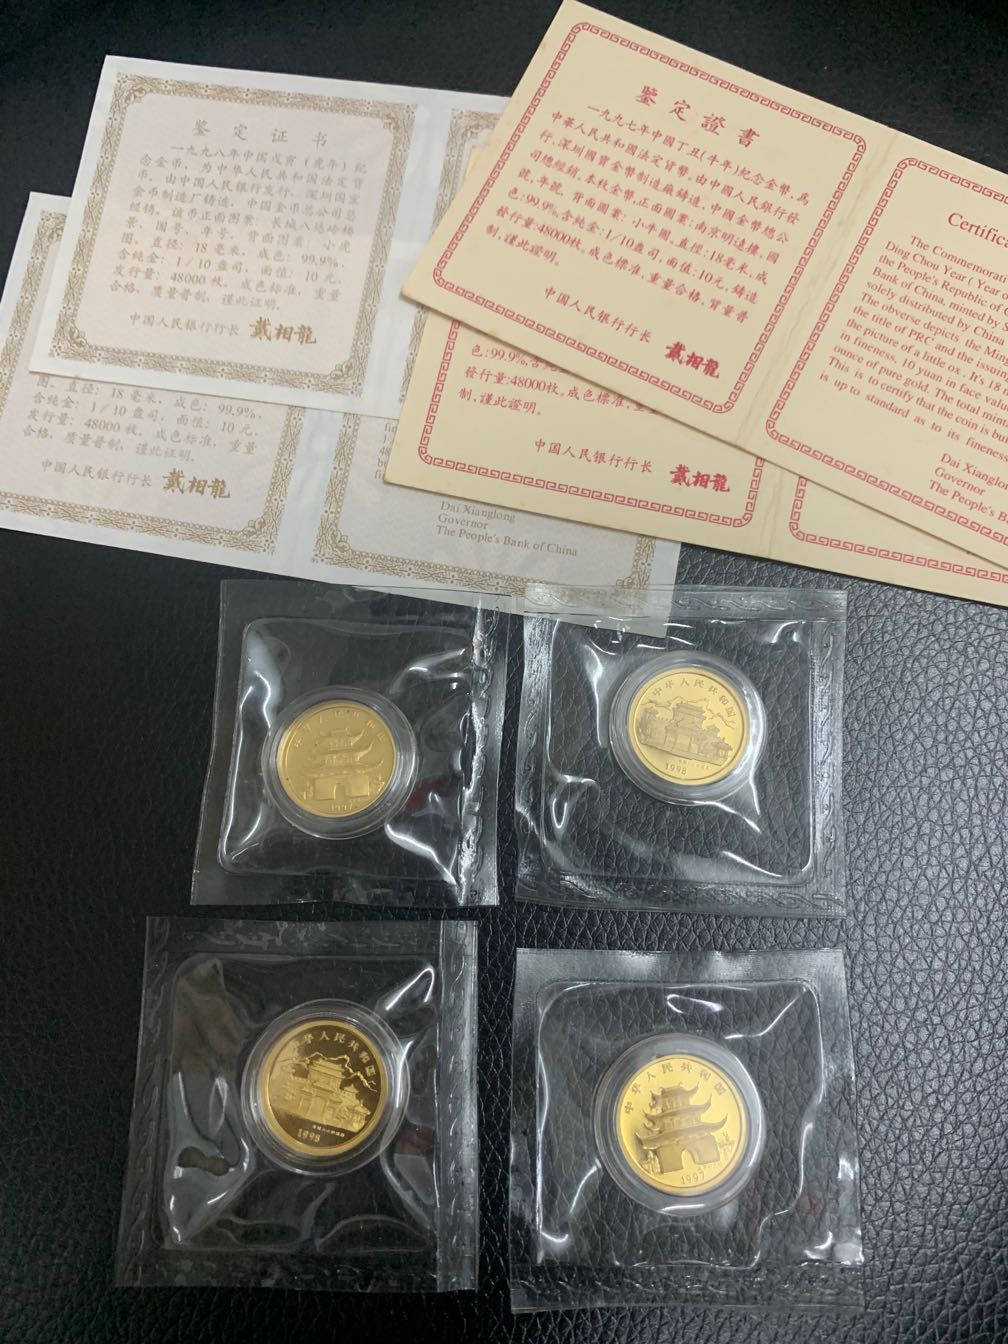 鉴定证书
一九九八年中国戊寅(虎年)纪
念金币,为中华人民共和国法定货
币。由中国人民银行发行,深圳国宝
金币制造厂铸造,中国金币总公司总
经销。该币正面图案:长城八达岭楼
景、国号、年号。背面图案:小虎
图。直径:18毫米,成色:99.9%,
含纯金:1/10盎司,面值:10元,
发行量:48000枚。成色标准,重量
合格,质量普制,谨此证明。
中国人民银行行长 戴相龍
鑒定證書
一九九七年中國丁丑(牛年)紀念金幣,爲
中華人民共和國法定貨幣。由中國人民銀行發
行,深圳國寶金幣制造廠鑄造,中國金幣總公
司總經銷。本枚金幣,正面圖案:南京明遠樓,國
號,年號。背面圖案:小牛圖。直徑:18毫米,成
色:99.9%,含純金:1/10盎司,面值:10元,鑄造
發行量:48000枚。成色標準,重量合格,質量普
制,謹此證明。
中國人民銀行行長 戴相龍
Certific
The Commemora
Ding Chou Year (Year
the People's Republic of
Bank of China, minted by
solely distributed by China
The obverse depicts the Min
the title of PRC and the issuing
the picture of a little ox. It's 18
in fineness, 10 yuan in face value
ounce of pure gold. The total mint
This is to certify that the coin is ba
is up to standard as to its fineness
Dai Xianglong
Governor
The People's B
图。直径:18毫米,成色:99.9%,
含纯金:1/10盎司,面值:10元,
发行量:48000枚。成色标准,重量
合格,质量普制,谨此证明。
中国人民银行行长 戴相龍
Dai Xianglong
Governor
The People's Bank of China
色:99.9%,含
發行量:48000枚。成色標準,重
制,謹此證明。
中國人民銀行行長 戴相龍
中华人民共和国
1997
中华人民共和国
1998
中华人民共和国
1998
中华人民共和国
1997